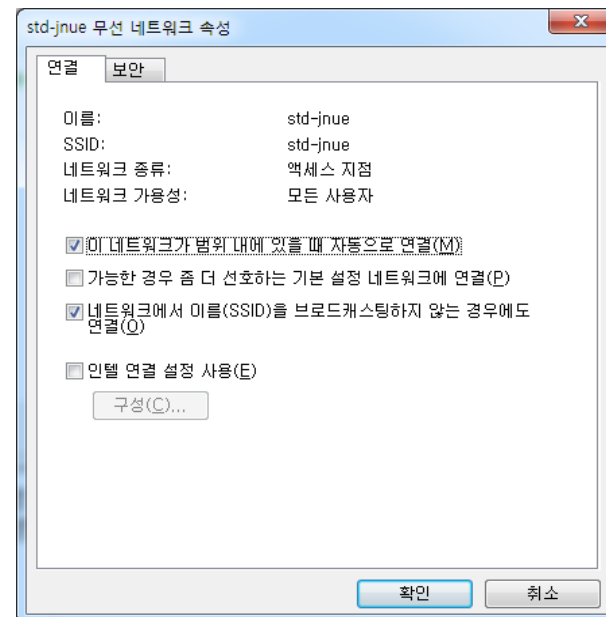 std-jnue 무선 네트워크 속성
연결
보안
이름: std-jnue
SSID: std-jnue
네트워크 종류: 액세스 지점
네트워크 가용성: 모든 사용자
이 네트워크가 범위 내에 있을 때 자동으로 연결(M)
가능한 경우 좀 더 선호하는 기본 설정 네트워크에 연결(P)
네트워크에서 이름(SSID)을 브로드캐스팅하지 않는 경우에도
연결(O)
인텔 연결 설정 사용(E)
구성(C)...
확인
취소